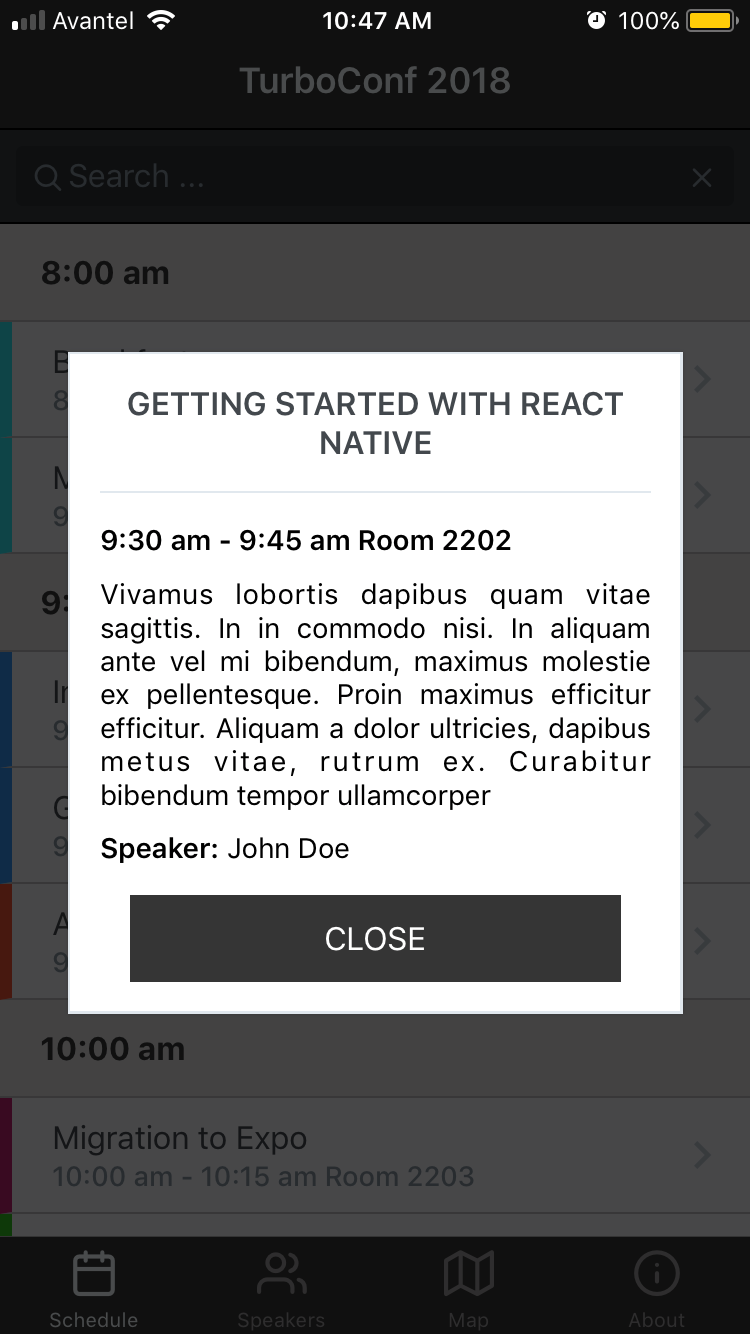 Avantel 10:47 AM 100%
TurboConf 2018
Search ...
8:00 am
GETTING STARTED WITH REACT
NATIVE
9:30 am - 9:45 am Room 2202
Vivamus lobortis dapibus quam vitae
sagittis. In in commodo nisi. In aliquam
ante vel mi bibendum, maximus molestie
ex pellentesque. Proin maximus efficitur
efficitur. Aliquam a dolor ultricies, dapibus
metus vitae, rutrum ex. Curabitur
bibendum tempor ullamcorper
Speaker: John Doe
CLOSE
10:00 am
Migration to Expo
10:00 am - 10:15 am Room 2203
Schedule Speakers Map About